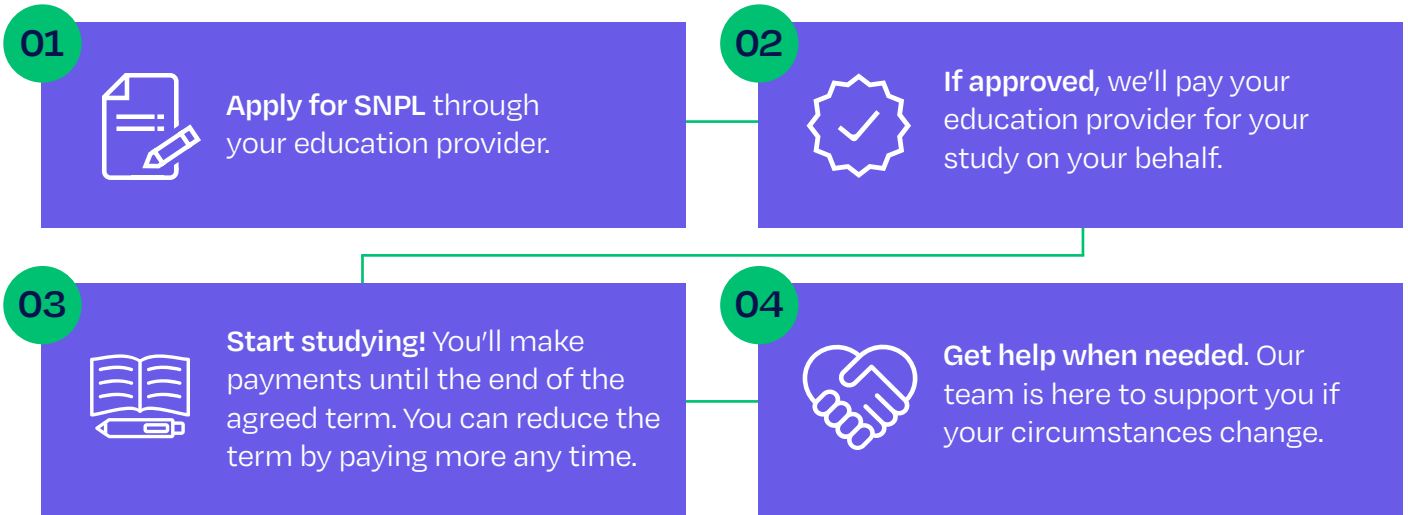 01
Apply for SNPL through
your education provider.
02
If approved, we’ll pay your
education provider for your
study on your behalf.
03
Start studying! You’ll make
payments until the end of the
agreed term. You can reduce the
term by paying more any time.
04
Get help when needed. Our
team is here to support you if
your circumstances change.